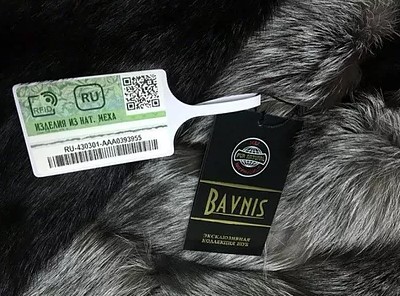 RFID
RU
ИЗДЕЛИЯ ИЗ НАТ. МЕХА
RU-430301-AAA0393955
BAVNIS
ЭКСКЛЮЗИВНАЯ
КОЛЛЕКЦИЯ ШУБ